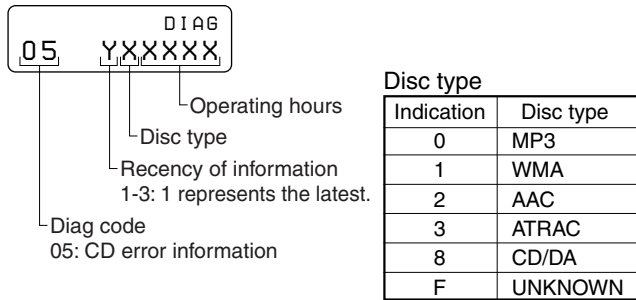 DIAG
05 YXXXXXX
Operating hours
Disc type
Recency of information
1-3: 1 represents the latest.
Diag code
05: CD error information
Disc type
Indication Disc type
0 MP3
1 WMA
2 AAC
3 ATRAC
8 CD/DA
F UNKNOWN